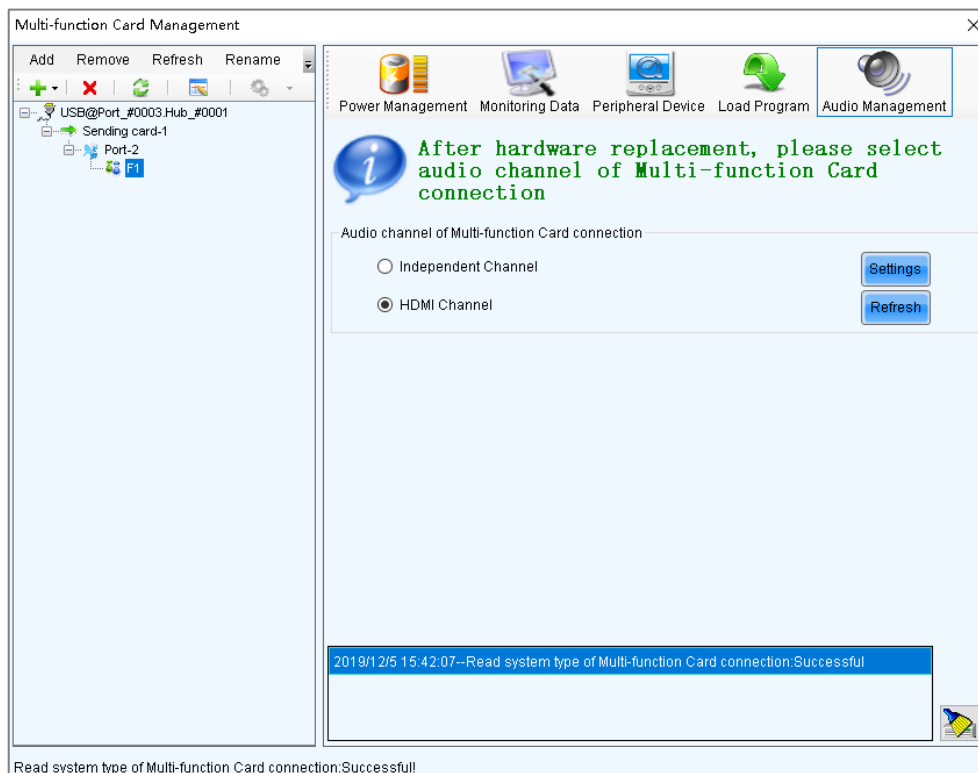 Multi-function Card Management
Add Remove Refresh Rename
USB@Port_#0003.Hub_#0001
Sending card-1
Port-2
F1
Power Management Monitoring Data Peripheral Device Load Program Audio Management
After hardware replacement, please select
audio channel of Multi-function Card
connection
Audio channel of Multi-function Card connection
Independent Channel
Settings
HDMI Channel
Refresh
2019/12/5 15:42:07--Read system type of Multi-function Card connection:Successful
Read system type of Multi-function Card connection:Successful!